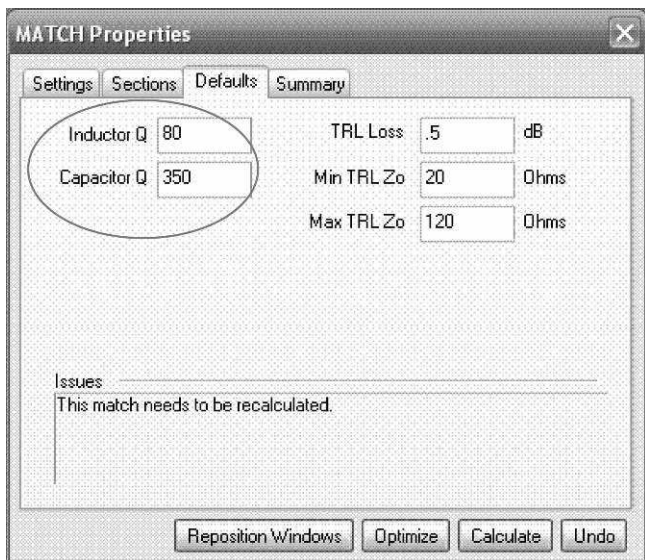 MATCH Properties
Settings Sections Defaults Summary
Inductor Q 80 TRL Loss .5 dB
Capacitor Q 350 Min TRL Zo 20 Ohms
Max TRL Zo 120 Ohms
Issues
This match needs to be recalculated.
Reposition Windows Optimize Calculate Undo